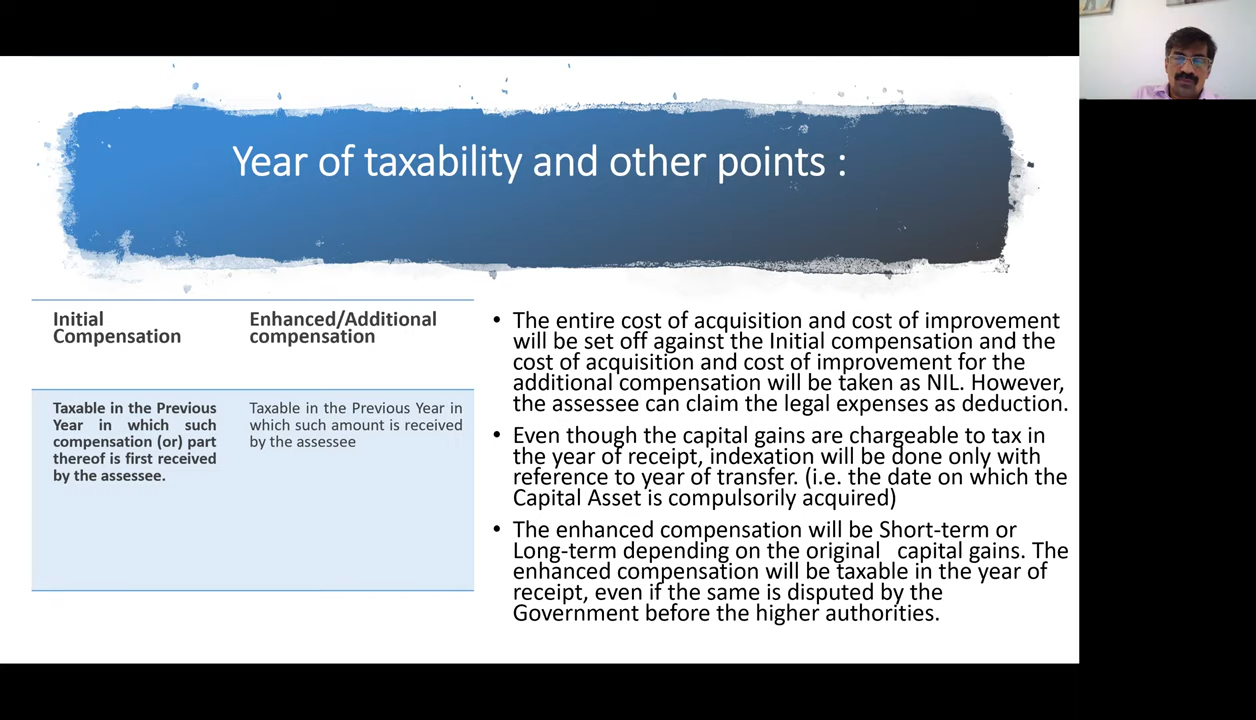 Year of taxability and other points :
Initial
Compensation
Enhanced/Additional
compensation
Taxable in the Previous
Year in which such
compensation (or) part
thereof is first received
by the assessee.
Taxable in the Previous Year in
which such amount is received
by the assessee
• The entire cost of acquisition and cost of improvement
will be set off against the Initial compensation and the
cost of acquisition and cost of improvement for the
additional compensation will be taken as NIL. However,
the assessee can claim the legal expenses as deduction.
• Even though the capital gains are chargeable to tax in
the year of receipt, indexation will be done only with
reference to year of transfer. (i.e. the date on which the
Capital Asset is compulsorily acquired)
• The enhanced compensation will be Short-term or
Long-term depending on the original capital gains. The
enhanced compensation will be taxable in the year of
receipt, even if the same is disputed by the
Government before the higher authorities.